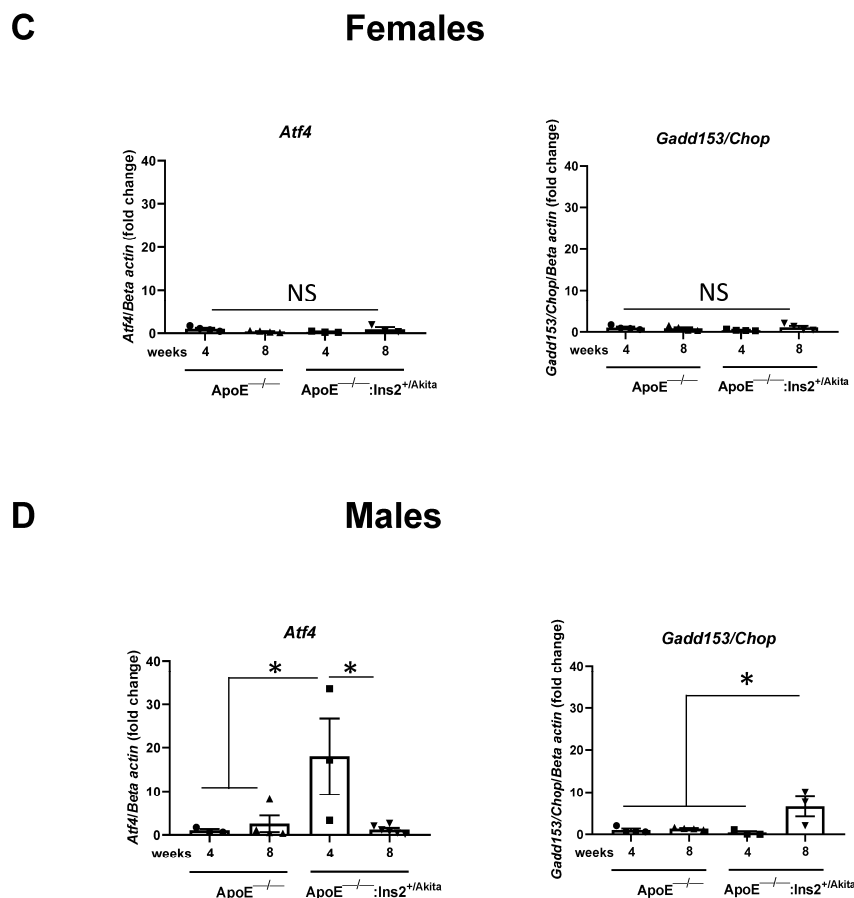 C Females
Atf4
Atf4/Beta actin (fold change)
40
30
20
10
0
NS
weeks 4 8 4 8
ApoE—/— ApoE—/—:Ins2+/Akita
Gadd153/Chop
Gadd153/Chop/Beta actin (fold change)
40
30
20
10
0
NS
weeks 4 8 4 8
ApoE—/— ApoE—/—:Ins2+/Akita
D Males
Atf4
Atf4/Beta actin (fold change)
40
30
20
10
0
* *
weeks 4 8 4 8
ApoE—/— ApoE—/—:Ins2+/Akita
Gadd153/Chop
Gadd153/Chop/Beta actin (fold change)
40
30
20
10
0
*
weeks 4 8 4 8
ApoE—/— ApoE—/—:Ins2+/Akita